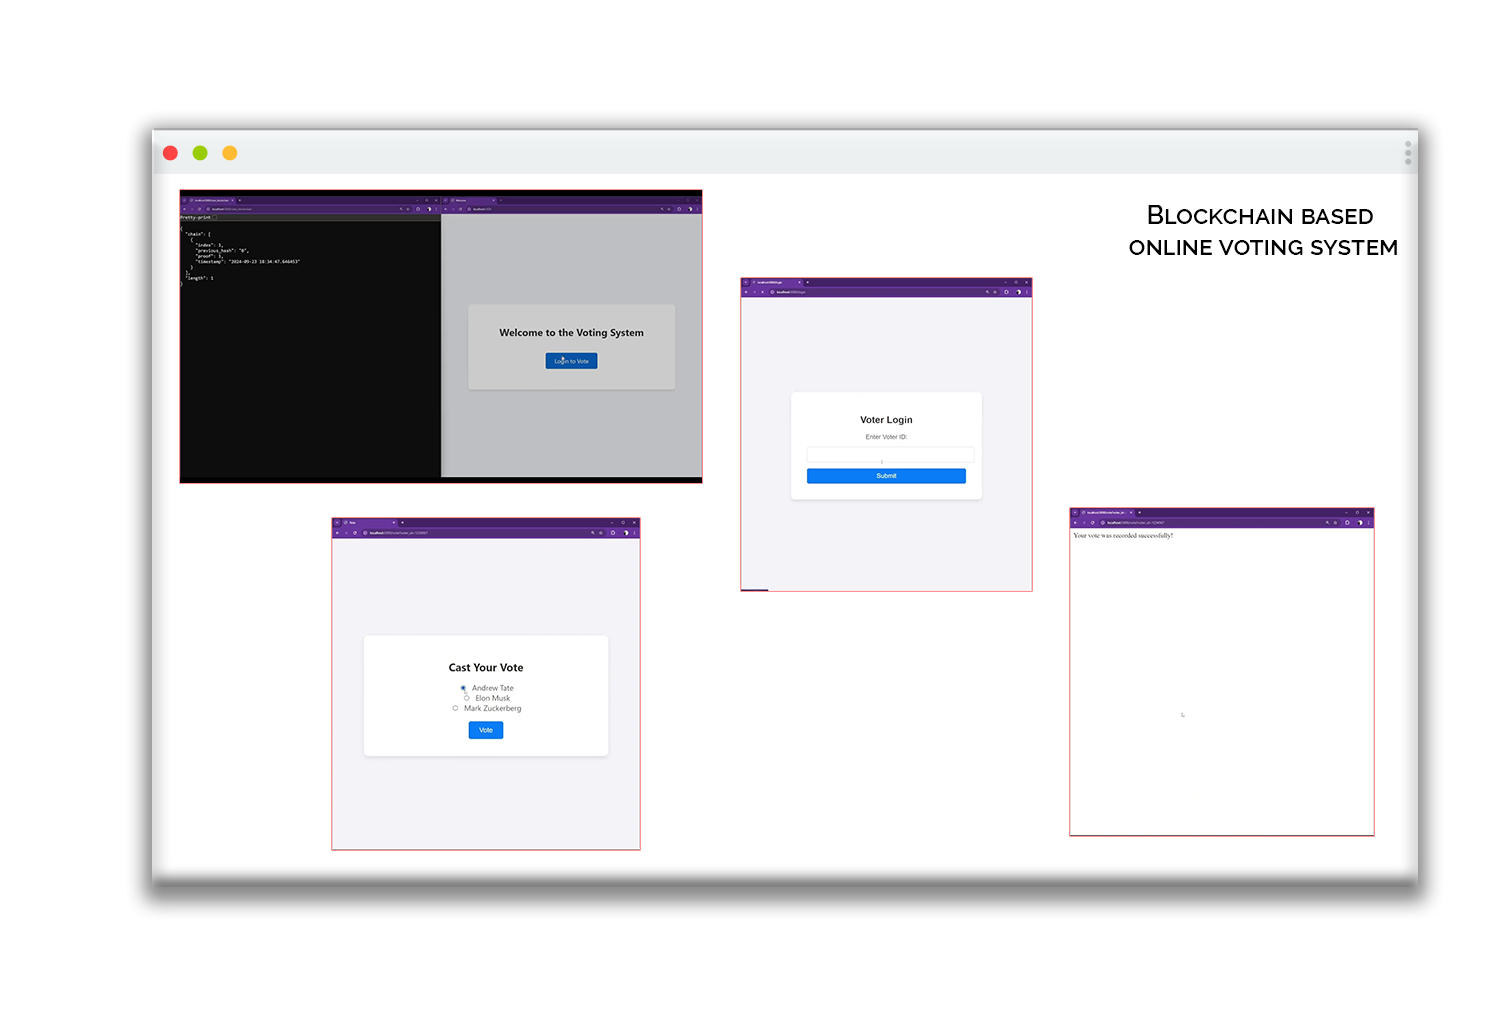 BLOCKCHAIN BASED
ONLINE VOTING SYSTEM
Pretty-print
{
"chain": [
{
"index": 1,
"previous_hash": "0",
"proof": 1,
"timestamp": "2024-09-23 18:34:47.646453"
}
],
"length": 1
}
Welcome
Welcome to the Voting System
Login to Vote
Voter Login
Enter Voter ID:
Submit
Cast Your Vote
Andrew Tate
Elon Musk
Mark Zuckerberg
Vote
Your vote was recorded successfully!